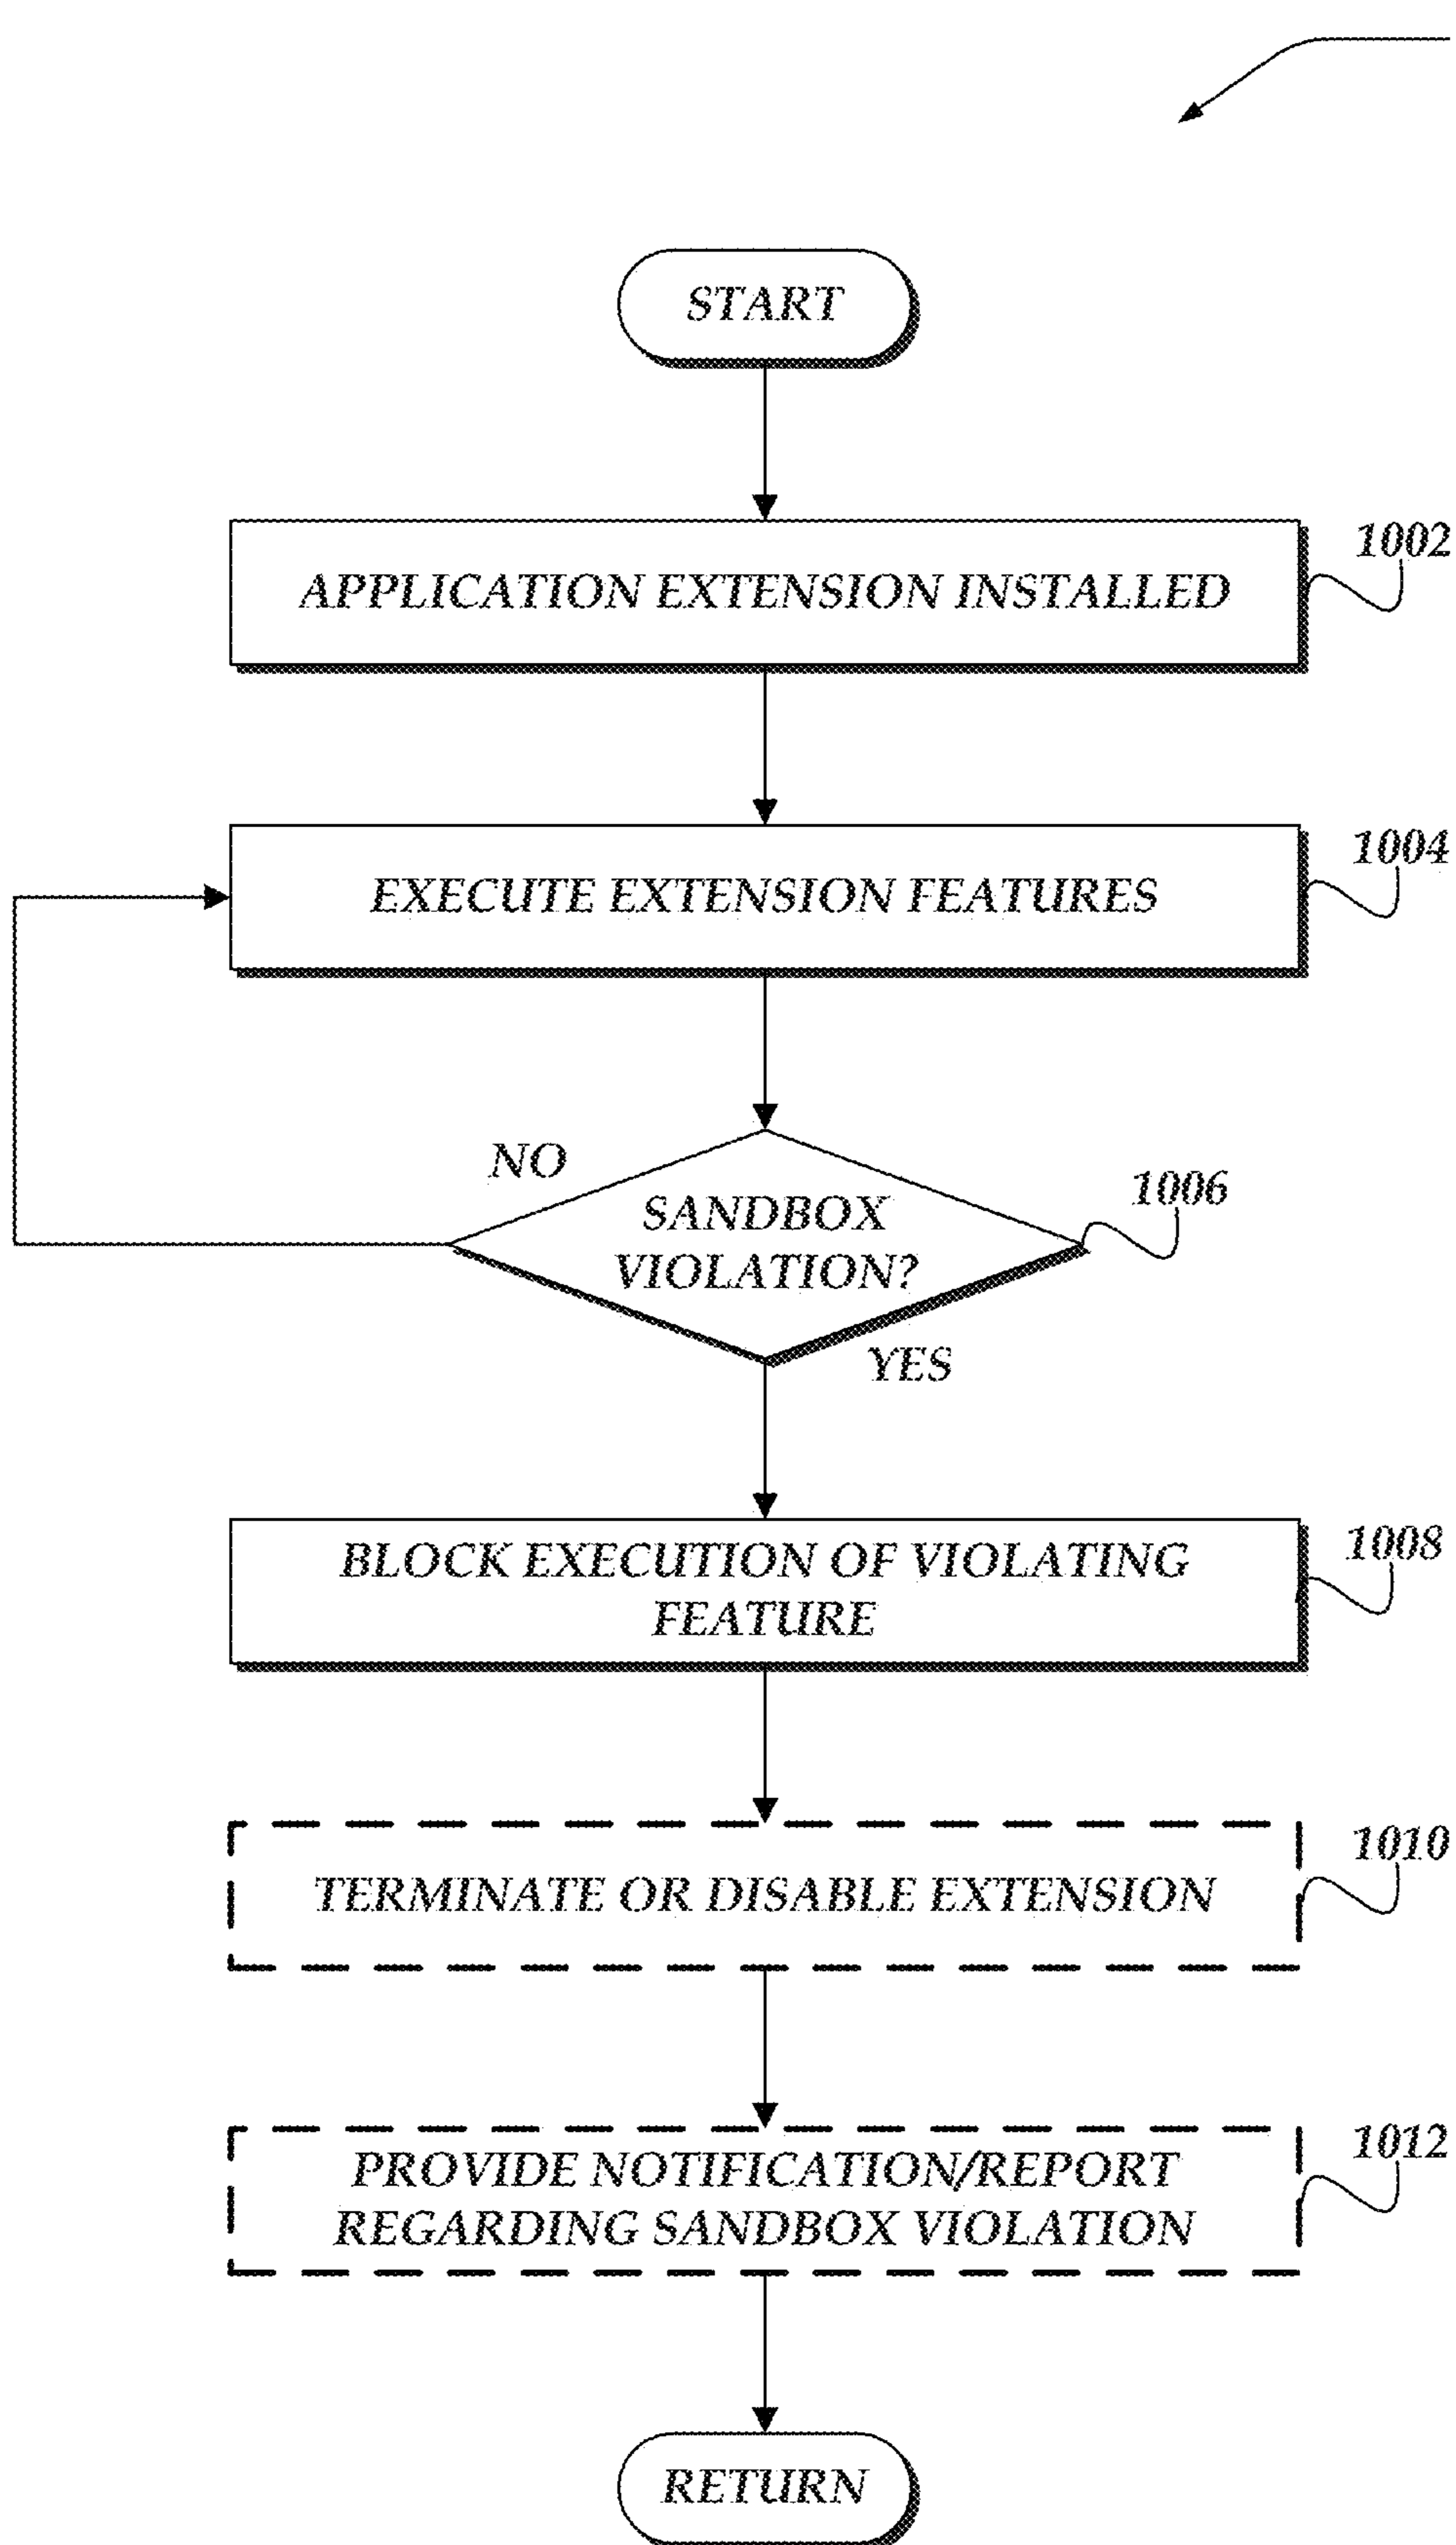 START
APPLICATION EXTENSION INSTALLED
1002
EXECUTE EXTENSION FEATURES
1004
NO
SANDBOX
VIOLATION?
1006
YES
BLOCK EXECUTION OF VIOLATING
FEATURE
1008
TERMINATE OR DISABLE EXTENSION
1010
PROVIDE NOTIFICATION/REPORT
REGARDING SANDBOX VIOLATION
1012
RETURN